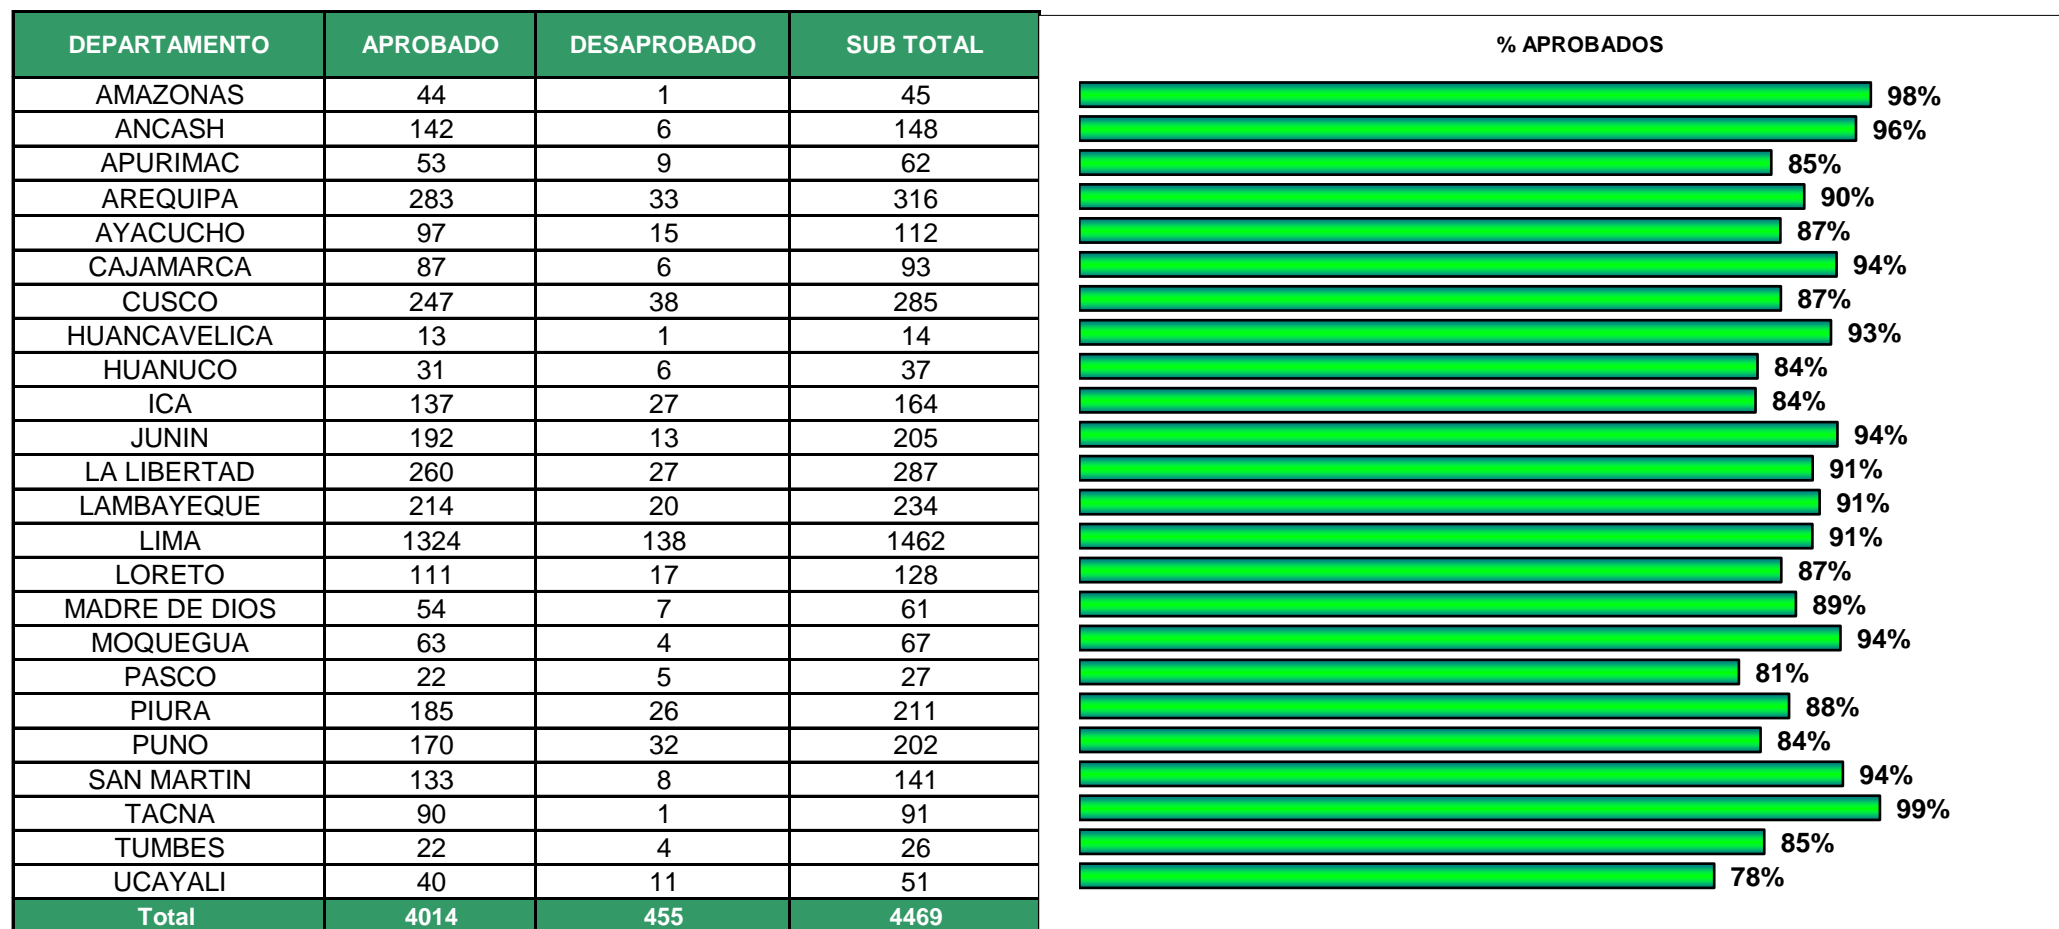 DEPARTAMENTO APROBADO DESAPROBADO SUB TOTAL % APROBADOS
AMAZONAS 44 1 45 98%
ANCASH 142 6 148 96%
APURIMAC 53 9 62 85%
AREQUIPA 283 33 316 90%
AYACUCHO 97 15 112 87%
CAJAMARCA 87 6 93 94%
CUSCO 247 38 285 87%
HUANCAVELICA 13 1 14 93%
HUANUCO 31 6 37 84%
ICA 137 27 164 84%
JUNIN 192 13 205 94%
LA LIBERTAD 260 27 287 91%
LAMBAYEQUE 214 20 234 91%
LIMA 1324 138 1462 91%
LORETO 111 17 128 87%
MADRE DE DIOS 54 7 61 89%
MOQUEGUA 63 4 67 94%
PASCO 22 5 27 81%
PIURA 185 26 211 88%
PUNO 170 32 202 84%
SAN MARTIN 133 8 141 94%
TACNA 90 1 91 99%
TUMBES 22 4 26 85%
UCAYALI 40 11 51 78%
Total 4014 455 4469